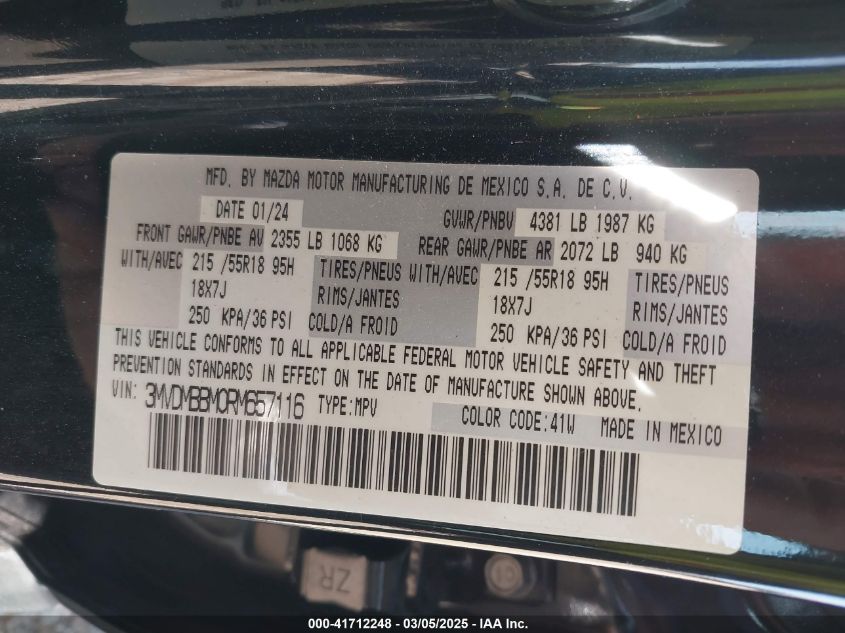 MFD. BY MAZDA MOTOR MANUFACTURING DE MEXICO S.A. DE C.V.
DATE 01/24 GVWR/PNBV 4381 LB 1987 KG
FRONT GAWR/PNBE AV 2355 LB 1068 KG REAR GAWR/PNBE AR 2072 LB 940 KG
WITH/AVEC 215 /55R18 95H TIRES/PNEUS WITH/AVEC 215 /55R18 95H TIRES/PNEUS
18X7J RIMS/JANTES 18X7J RIMS/JANTES
250 KPA/36 PSI COLD/A FROID 250 KPA/36 PSI COLD/A FROID
THIS VEHICLE CONFORMS TO ALL APPLICABLE FEDERAL MOTOR VEHICLE SAFETY AND THEFT
PREVENTION STANDARDS IN EFFECT ON THE DATE OF MANUFACTURE SHOWN ABOVE.
VIN: 3MVDMBBM0RM657116 TYPE:MPV COLOR CODE:41W MADE IN MEXICO
ZR
000-41712248 - 03/05/2025 - IAA Inc.